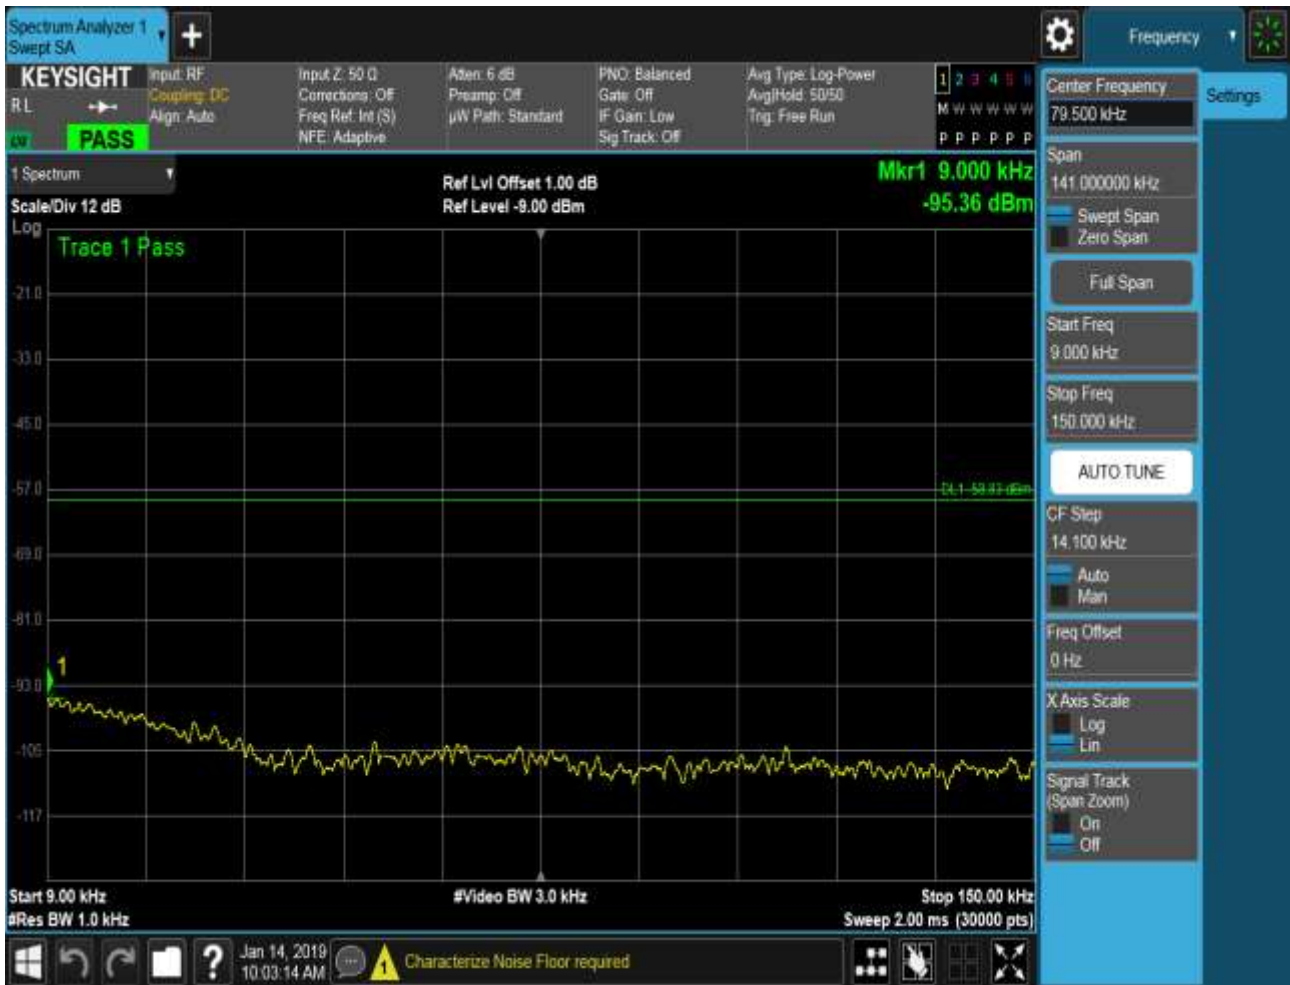 Spectrum Analyzer 1
Swept SA
+
Frequency
KEYSIGHT
RL
PASS
Input: RF
Coupling: DC
Align: Auto
Input Z: 50 Ω
Corrections: Off
Freq Ref: Int (S)
NFE: Adaptive
Atten: 6 dB
Preamp: Off
µW Path: Standard
PNO: Balanced
Gate: Off
IF Gain: Low
Sig Track: Off
Avg Type: Log-Power
Avg|Hold: 50/50
Trig: Free Run
1 2 3 4 5 6
M W W W W W
P P P P P P
1 Spectrum
Scale/Div 12 dB
Ref Lvl Offset 1.00 dB
Ref Level -9.00 dBm
Mkr1 9.000 kHz
-95.36 dBm
Log
Trace 1 Pass
-21.0
-33.0
-45.0
-57.0
-69.0
-81.0
-93.0
-105
-117
1
Start 9.00 kHz
#Res BW 1.0 kHz
#Video BW 3.0 kHz
Stop 150.00 kHz
Sweep 2.00 ms (30000 pts)
Center Frequency
79.500 kHz
Settings
Span
141.000000 kHz
Swept Span
Zero Span
Full Span
Start Freq
9.000 kHz
Stop Freq
150.000 kHz
AUTO TUNE
CF Step
14.100 kHz
Auto
Man
Freq Offset
0 Hz
X Axis Scale
Log
Lin
Signal Track
(Span Zoom)
On
Off
?
Jan 14, 2019
10:03:14 AM
1
Characterize Noise Floor required